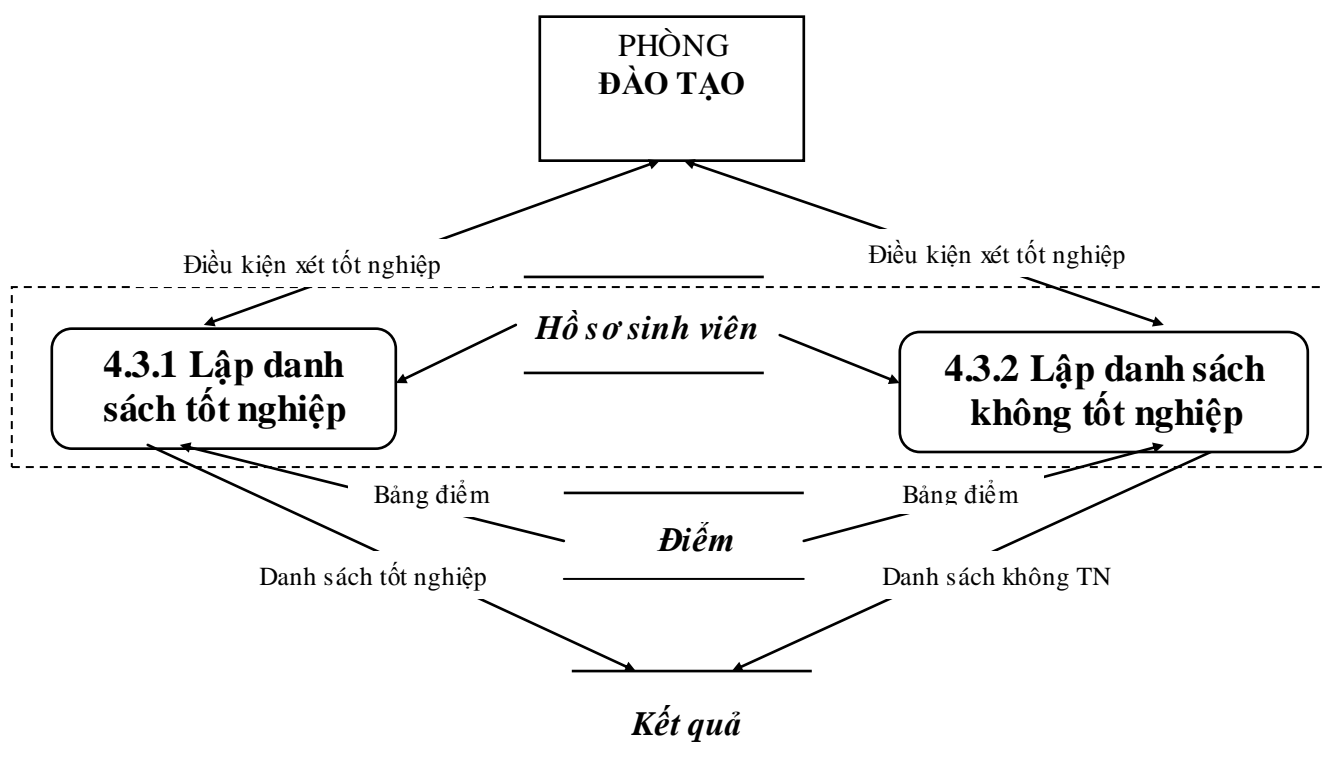 PHÒNG
ĐÀO TẠO
Điều kiện xét tốt nghiệp
Điều kiện xét tốt nghiệp
Hồ sơ sinh viên
4.3.1 Lập danh
sách tốt nghiệp
4.3.2 Lập danh sách
không tốt nghiệp
Bảng điểm
Bảng điểm
Điểm
Danh sách tốt nghiệp
Danh sách không TN
Kết quả